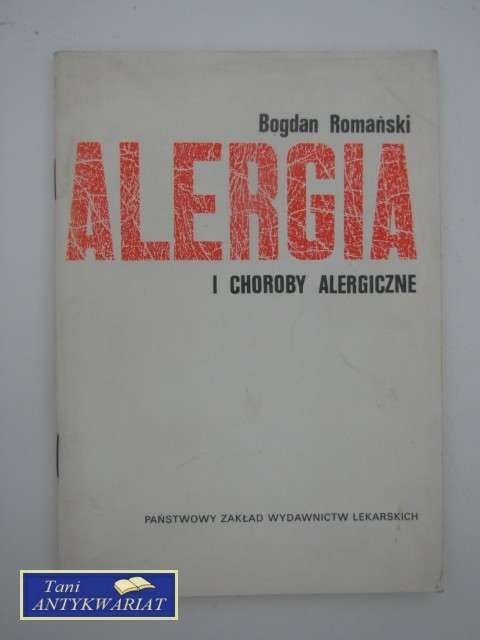 Bogdan Romański
ALERGIA
I CHOROBY ALERGICZNE
PAŃSTWOWY ZAKŁAD WYDAWNICTW LEKARSKICH
Tani
ANTYKWARIAT